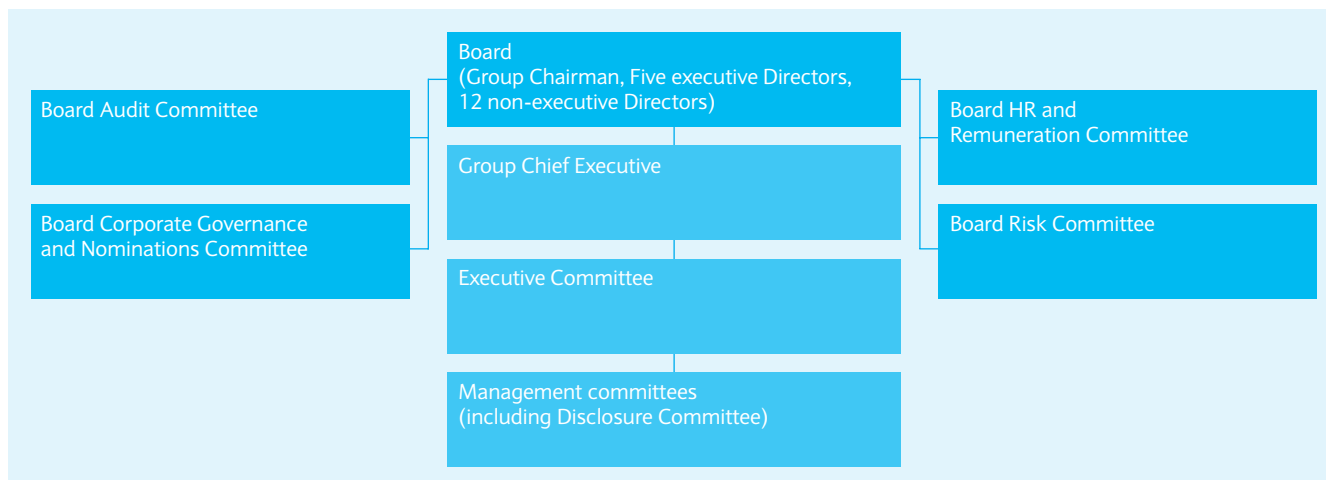 Board
(Group Chairman, Five executive Directors,
12 non-executive Directors)
Board Audit Committee
Board HR and
Remuneration Committee
Group Chief Executive
Board Corporate Governance
and Nominations Committee
Board Risk Committee
Executive Committee
Management committees
(including Disclosure Committee)